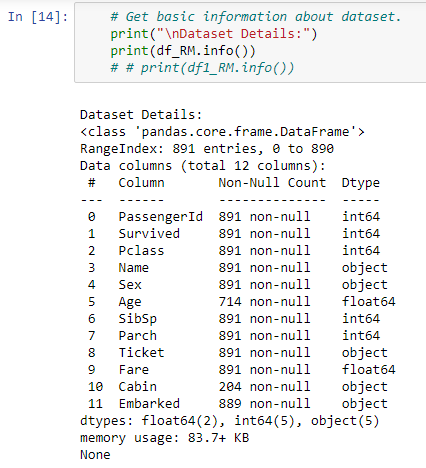 In [14]:
# Get basic information about dataset.
print("\nDataset Details:")
print(df_RM.info())
# # print(df1_RM.info())
Dataset Details:
<class 'pandas.core.frame.DataFrame'>
RangeIndex: 891 entries, 0 to 890
Data columns (total 12 columns):
 #   Column       Non-Null Count  Dtype
---  ------       --------------  -----
 0   PassengerId  891 non-null    int64
 1   Survived     891 non-null    int64
 2   Pclass       891 non-null    int64
 3   Name         891 non-null    object
 4   Sex          891 non-null    object
 5   Age          714 non-null    float64
 6   SibSp        891 non-null    int64
 7   Parch        891 non-null    int64
 8   Ticket       891 non-null    object
 9   Fare         891 non-null    float64
 10  Cabin        204 non-null    object
 11  Embarked     889 non-null    object
dtypes: float64(2), int64(5), object(5)
memory usage: 83.7+ KB
None